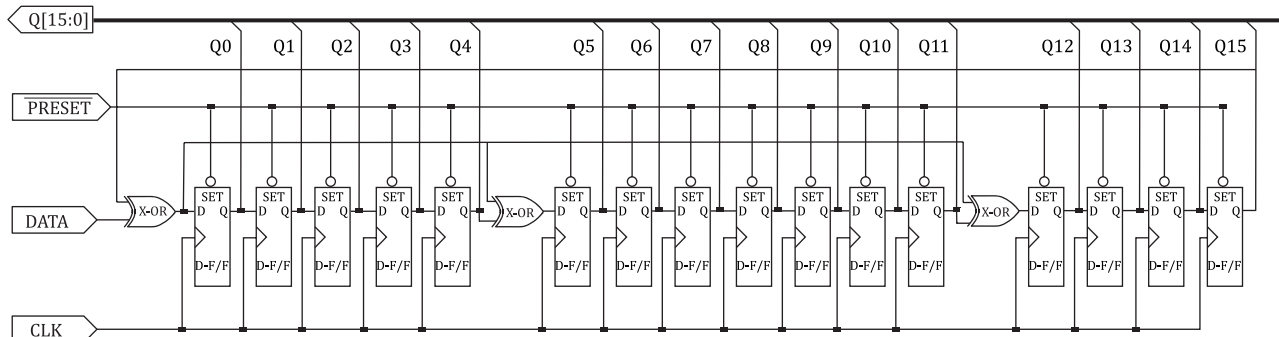 Q[15:0]
Q0 Q1 Q2 Q3 Q4 Q5 Q6 Q7 Q8 Q9 Q10 Q11 Q12 Q13 Q14 Q15
PRESET
SET SET SET SET SET SET SET SET SET SET SET SET SET SET SET SET
X-OR D Q D Q D Q D Q D Q X-OR D Q D Q D Q D Q D Q D Q D Q X-OR D Q D Q D Q D Q
DATA
D-F/F D-F/F D-F/F D-F/F D-F/F D-F/F D-F/F D-F/F D-F/F D-F/F D-F/F D-F/F D-F/F D-F/F D-F/F D-F/F
CLK